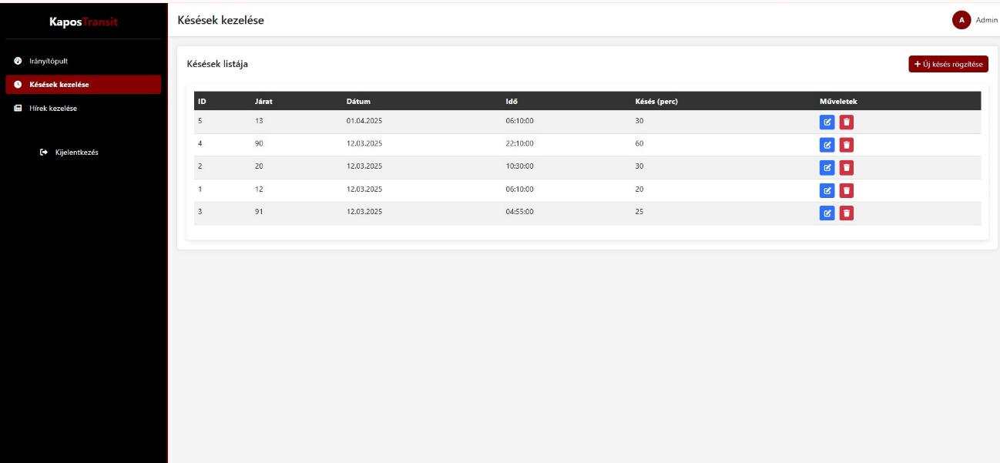 KaposTransit
Késések kezelése
A Admin
Irányítópult
Késések kezelése
Hírek kezelése
Kijelentkezés
Késések listája
+ Új késés rögzítése
ID Járat Dátum Idő Késés (perc) Műveletek
5 13 01.04.2025 06:10:00 30
4 90 12.03.2025 22:10:00 60
2 20 12.03.2025 10:30:00 30
1 12 12.03.2025 06:10:00 20
3 91 12.03.2025 04:55:00 25